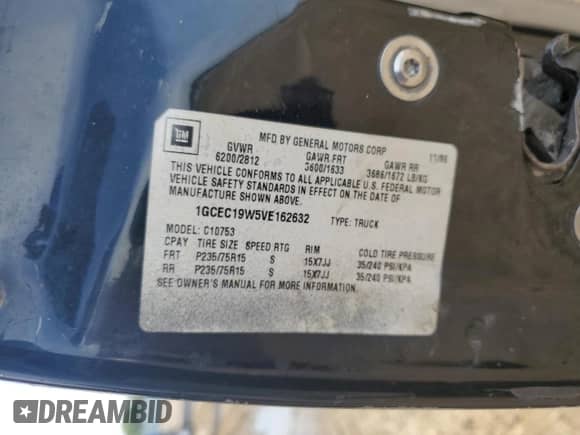 GM
MFD BY GENERAL MOTORS CORP 11/96
GVWR GAWR FRT GAWR RR
6200/2812 3600/1633 3686/1672 LB/KG
THIS VEHICLE CONFORMS TO ALL APPLICABLE U.S. FEDERAL MOTOR
VEHICLE SAFETY STANDARDS IN EFFECT ON THE DATE OF
MANUFACTURE SHOWN ABOVE.
1GCEC19W5VE162632 TYPE: TRUCK
MODEL: C10753
CPAY TIRE SIZE SPEED RTG RIM COLD TIRE PRESSURE
FRT P235/75R15 S 15X7JJ 35/240 PSI/KPA
RR P235/75R15 S 15X7JJ 35/240 PSI/KPA
SEE OWNER'S MANUAL FOR MORE INFORMATION.
DREAMBID